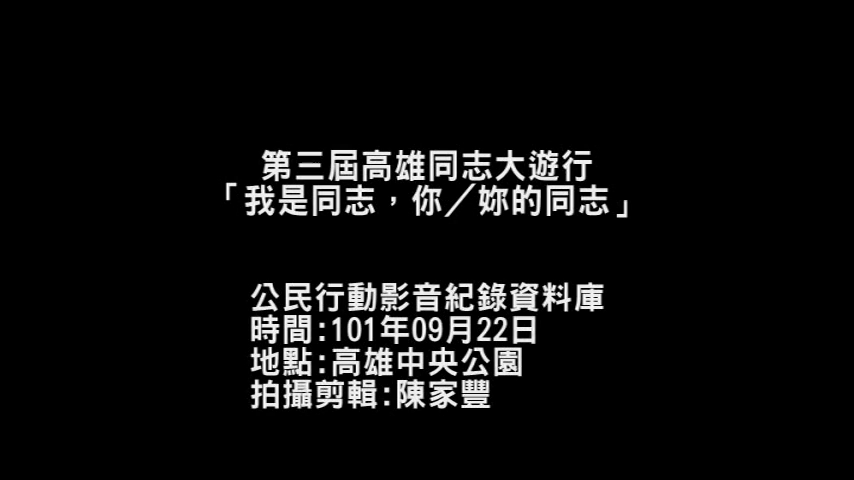 第三屆高雄同志大遊行
「我是同志，你／妳的同志」
公民行動影音紀錄資料庫
時間:101年09月22日
地點:高雄中央公園
拍攝剪輯:陳家豐